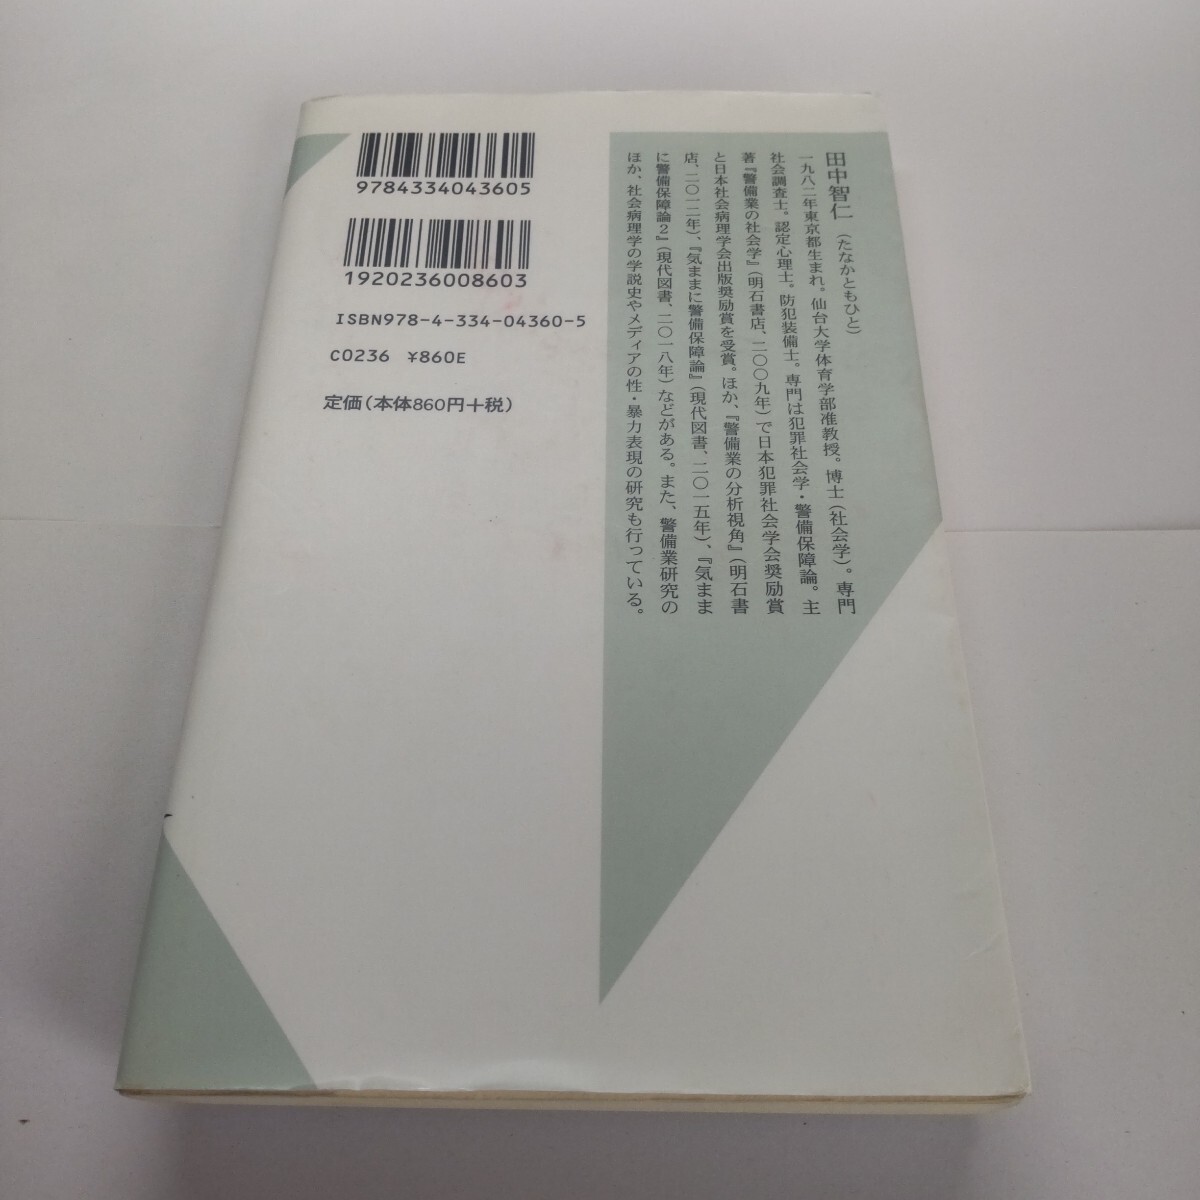 9784334043605
1920236008603
ISBN978-4-334-04360-5
C0236 ¥860E
定価(本体860円+税)
田中智仁（たなかともひと）
一九八二年東京都生まれ。仙台大学体育学部准教授。博士（社会学）。専門
社会調査士。認定心理士。防犯装備士。専門は犯罪社会学・警備保障論。主
著『警備業の社会学』（明石書店、二〇〇九年）で日本犯罪社会学会奨励賞
と日本社会病理学会出版奨励賞を受賞。ほか、『警備業の分析視角』（明石書
店、二〇一二年）、『気ままに警備保障論』（現代図書、二〇一五年）、『気まま
に警備保障論2』（現代図書、二〇一八年）などがある。また、警備業研究の
ほか、社会病理学の学説史やメディアの性・暴力表現の研究も行っている。